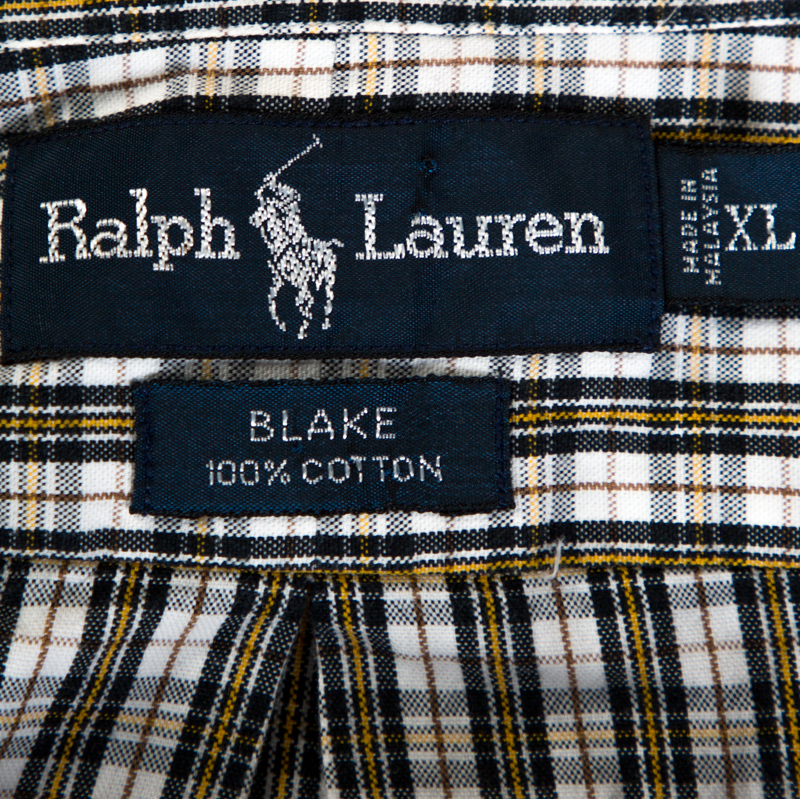 Ralph Lauren
MADE IN
MALAYSIA
XL
BLAKE
100% COTTON